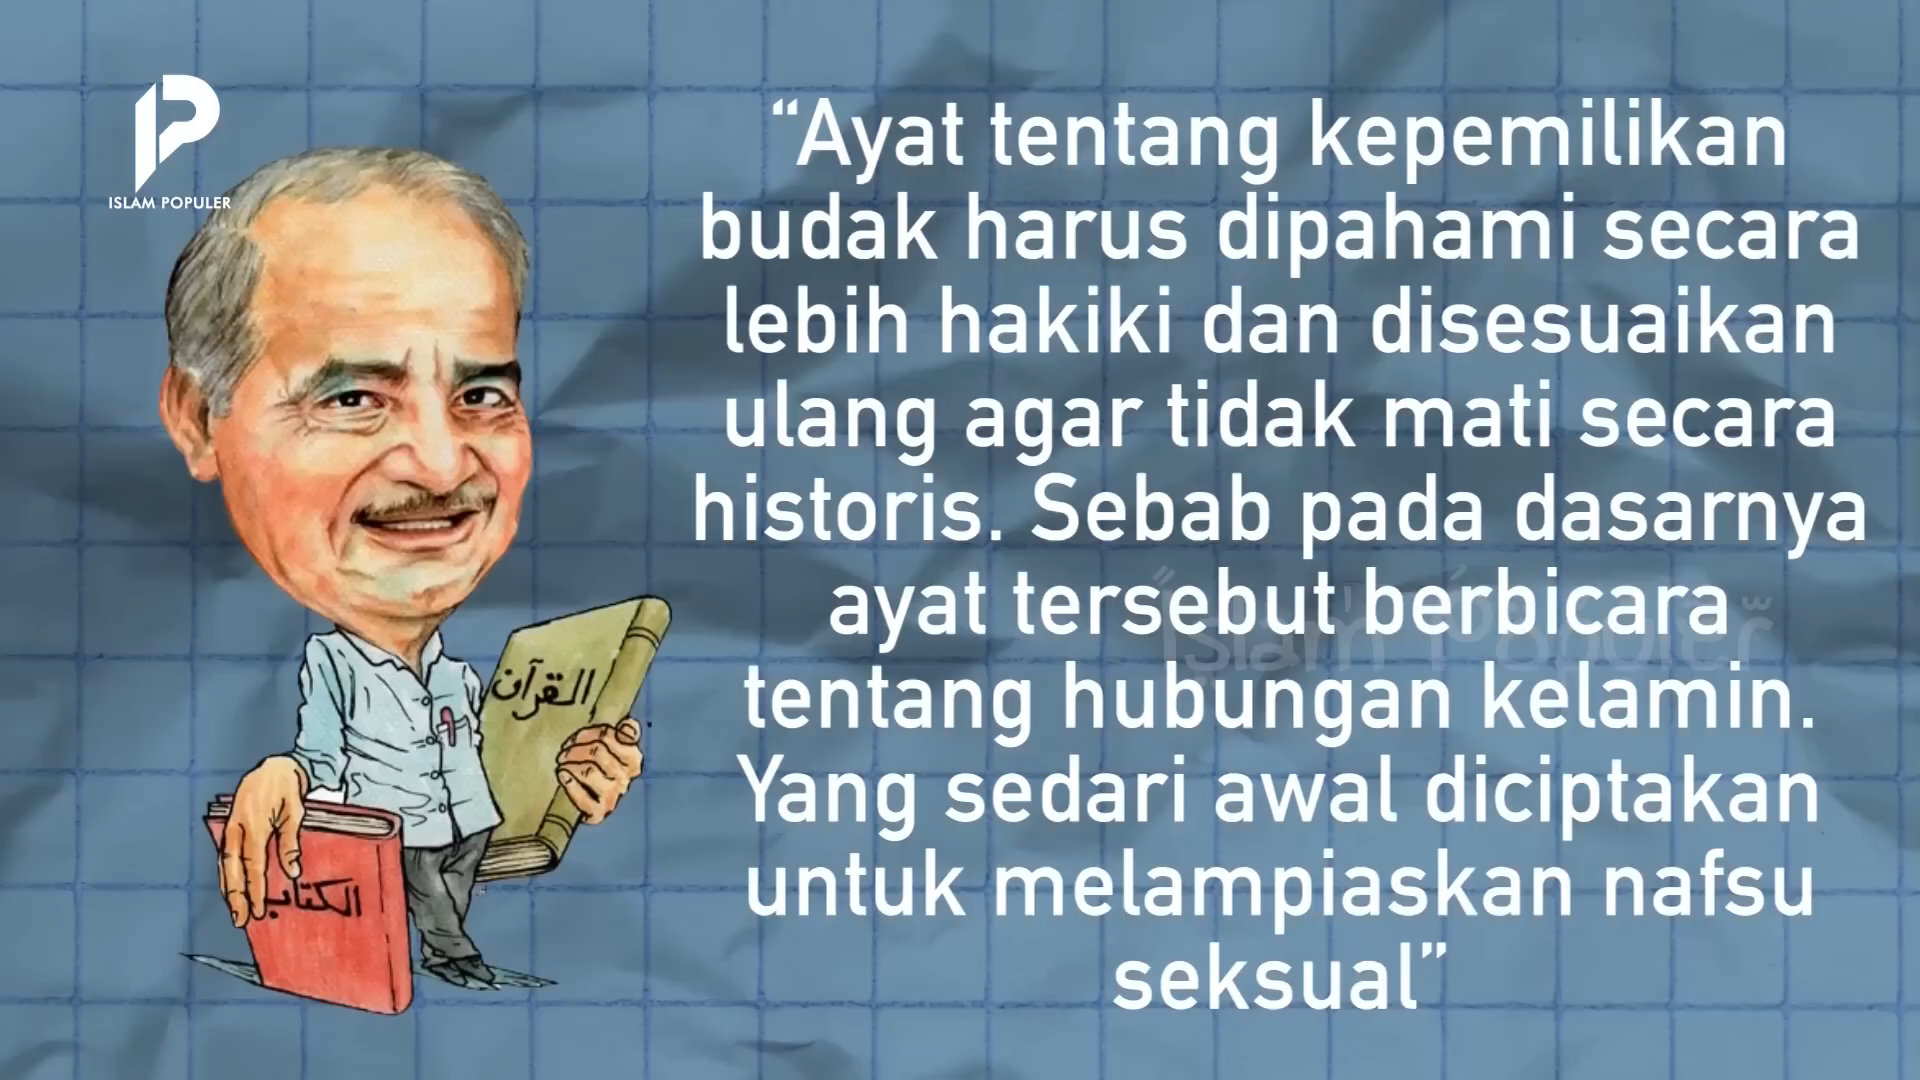 ISLAM POPULER
“Ayat tentang kepemilikan
budak harus dipahami secara
lebih hakiki dan disesuaikan
ulang agar tidak mati secara
historis. Sebab pada dasarnya
ayat tersebut berbicara
tentang hubungan kelamin.
Yang sedari awal diciptakan
untuk melampiaskan nafsu
seksual”
Islam Populer
القرآن
الكتاب